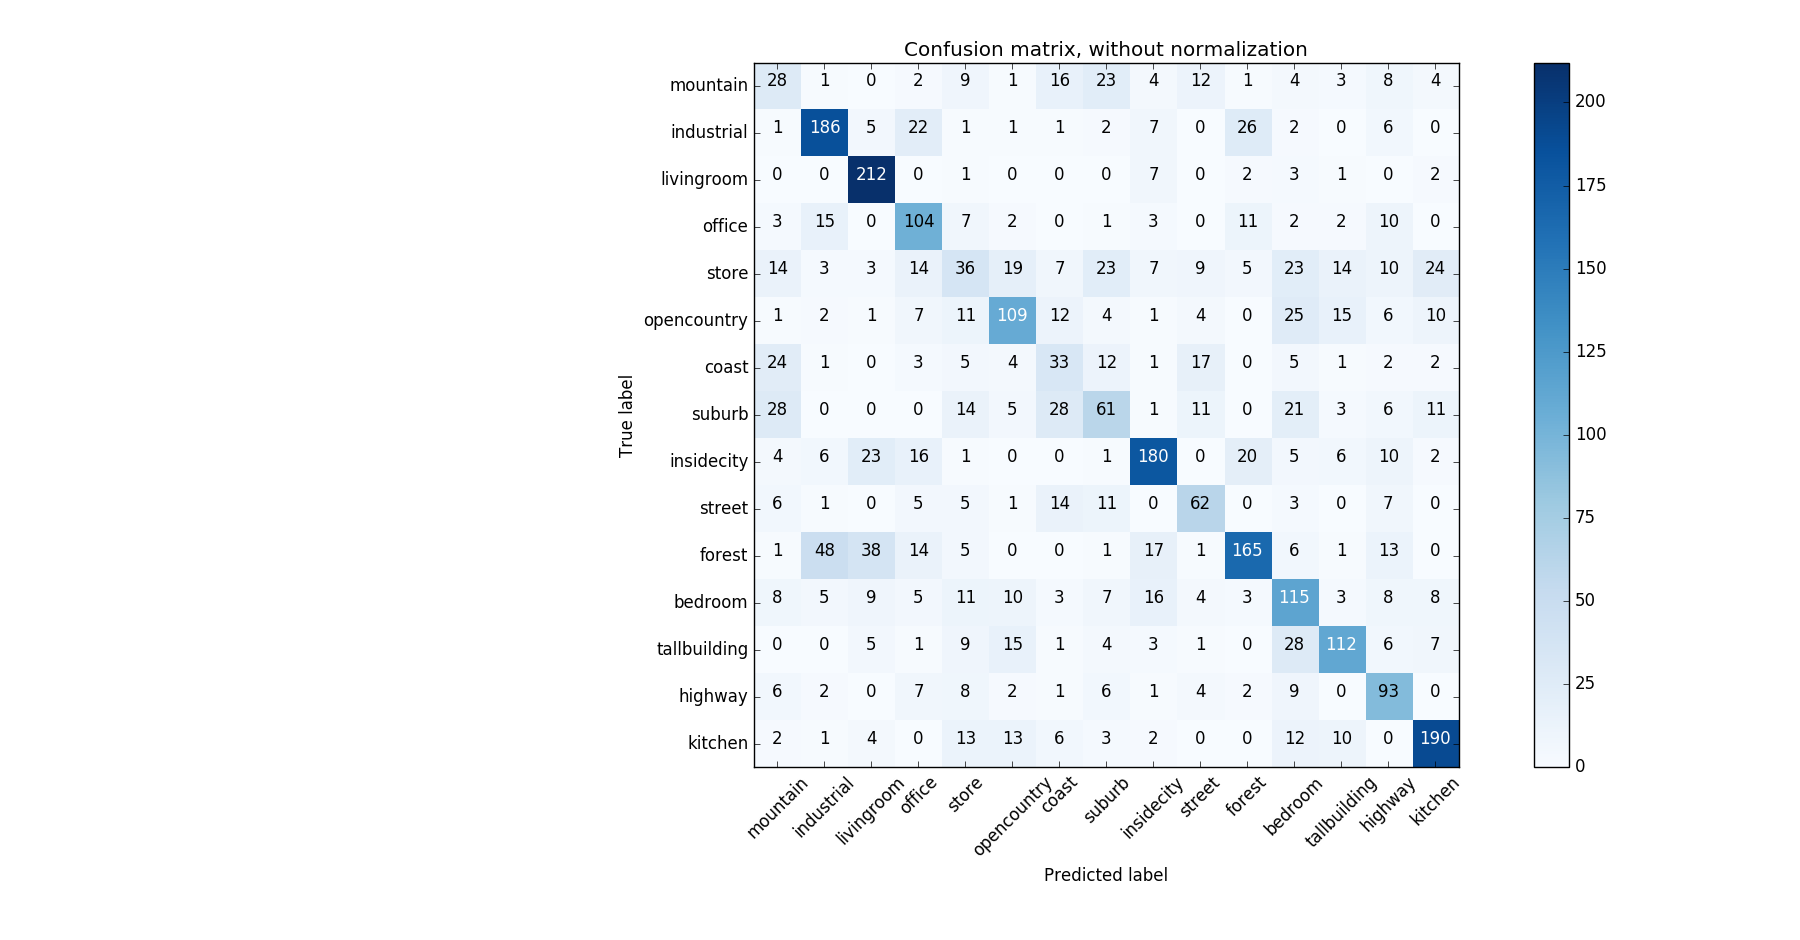 Confusion matrix, without normalization
mountain 28 1 0 2 9 1 16 23 4 12 1 4 3 8 4
industrial 1 186 5 22 1 1 1 2 7 0 26 2 0 6 0
livingroom 0 0 212 0 1 0 0 0 7 0 2 3 1 0 2
office 3 15 0 104 7 2 0 1 3 0 11 2 2 10 0
store 14 3 3 14 36 19 7 23 7 9 5 23 14 10 24
opencountry 1 2 1 7 11 109 12 4 1 4 0 25 15 6 10
coast 24 1 0 3 5 4 33 12 1 17 0 5 1 2 2
suburb 28 0 0 0 14 5 28 61 1 11 0 21 3 6 11
insidecity 4 6 23 16 1 0 0 1 180 0 20 5 6 10 2
street 6 1 0 5 5 1 14 11 0 62 0 3 0 7 0
forest 1 48 38 14 5 0 0 1 17 1 165 6 1 13 0
bedroom 8 5 9 5 11 10 3 7 16 4 3 115 3 8 8
tallbuilding 0 0 5 1 9 15 1 4 3 1 0 28 112 6 7
highway 6 2 0 7 8 2 1 6 1 4 2 9 0 93 0
kitchen 2 1 4 0 13 13 6 3 2 0 0 12 10 0 190
mountain industrial livingroom office store opencountry coast suburb insidecity street forest bedroom tallbuilding highway kitchen
Predicted label
True label
200
175
150
125
100
75
50
25
0